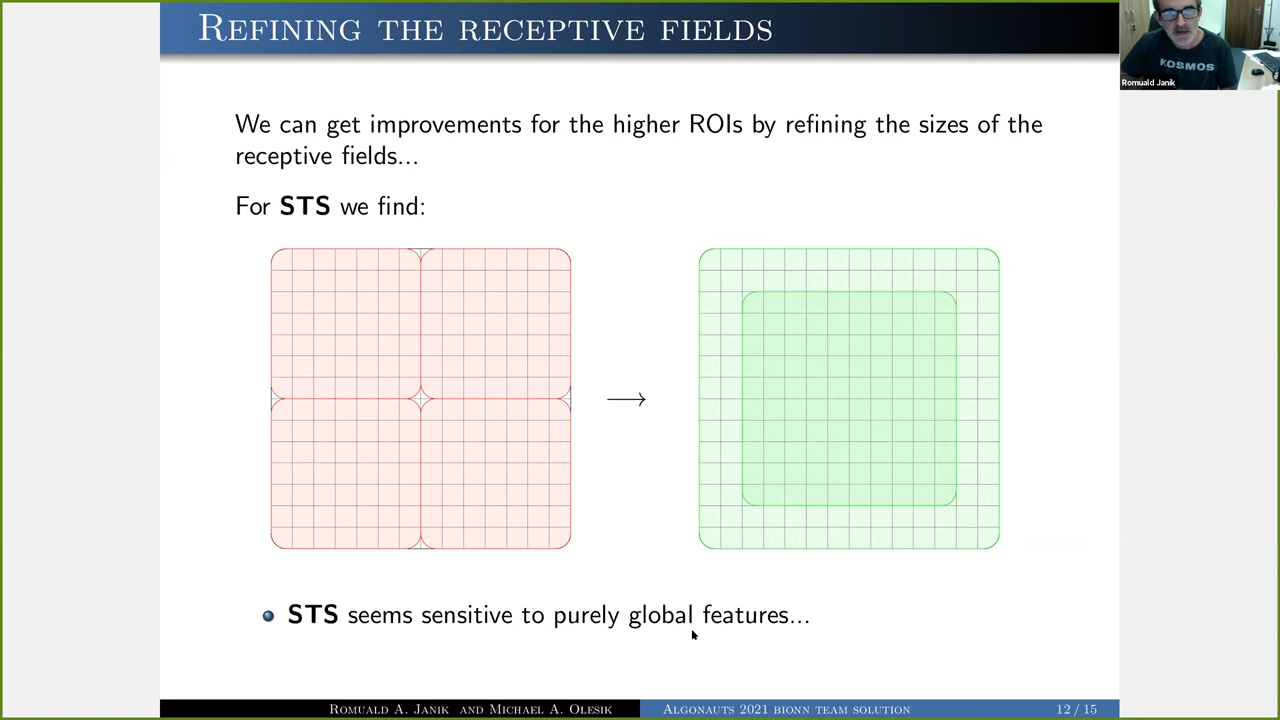 Refining the receptive fields
KOSMOS
Romuald Janik
We can get improvements for the higher ROIs by refining the sizes of the
receptive fields...
For STS we find:
STS seems sensitive to purely global features...
Romuald A. Janik and Michael A. Olesik
Algonauts 2021 bionn team solution
12 / 15